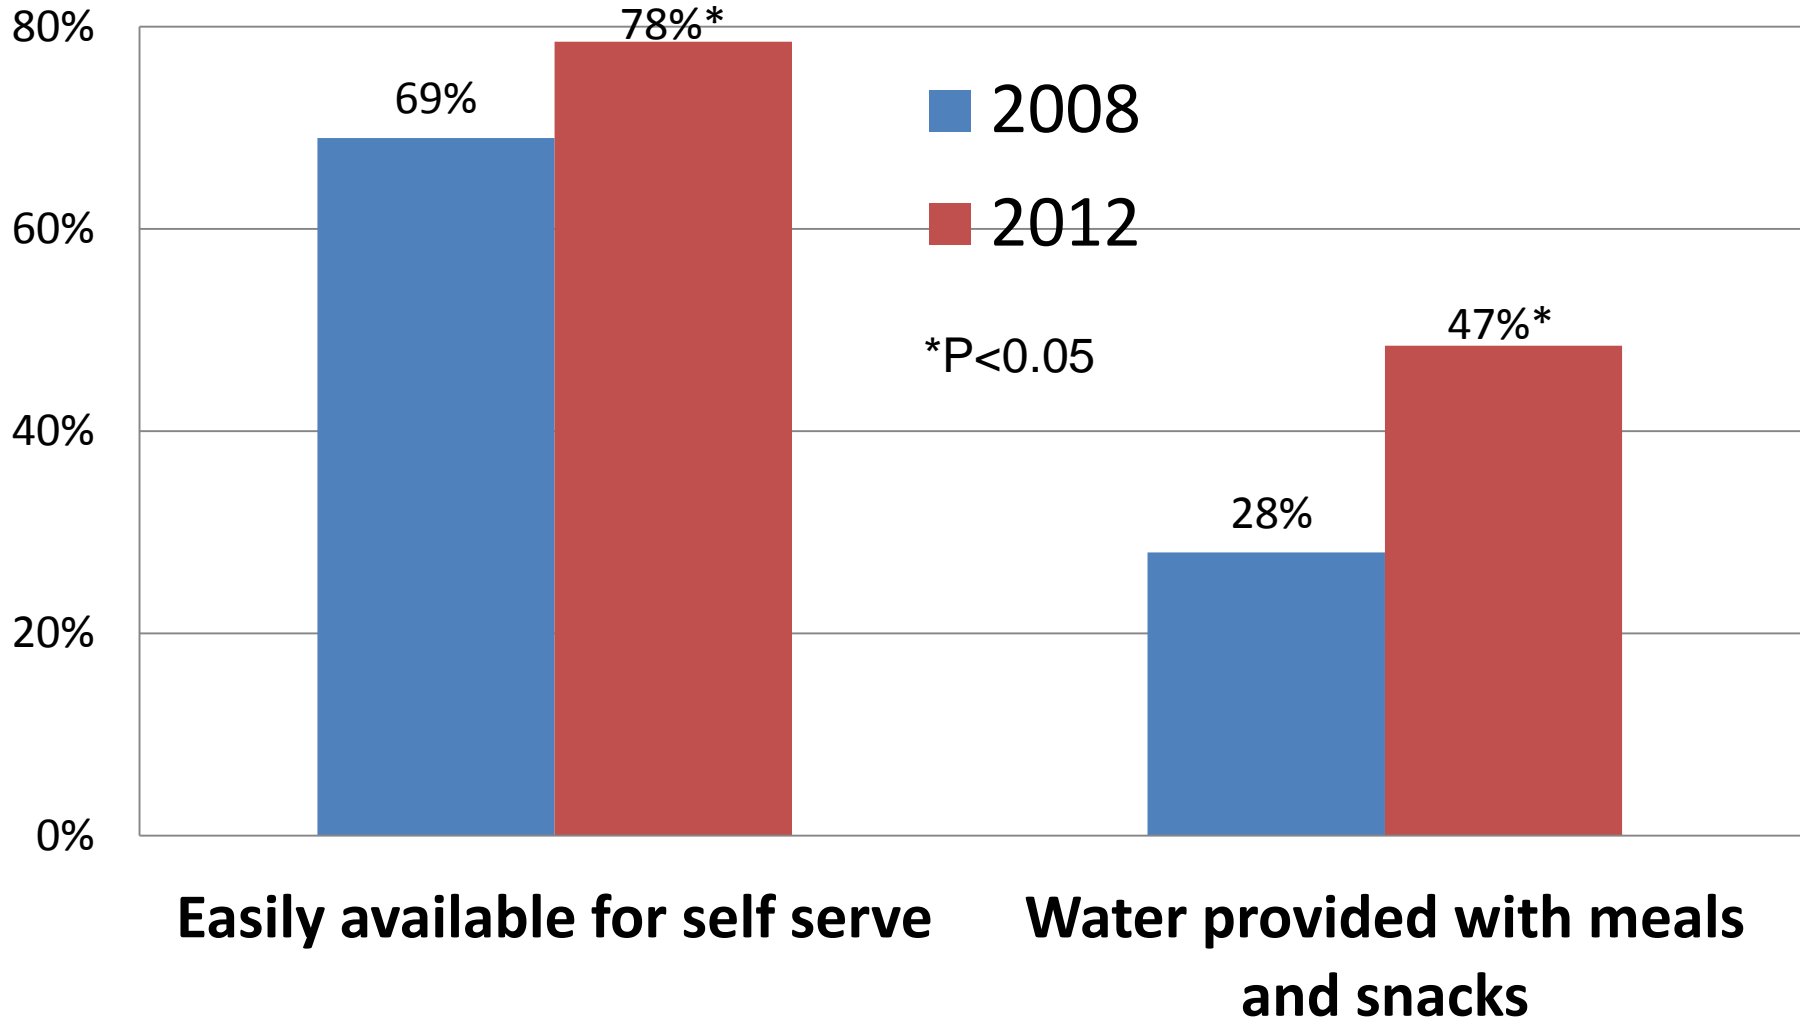 80%
78%*
69%
2008
60%
2012
47%*
*P<0.05
40%
28%
20%
0%
Easily available for self serve
Water provided with meals
and snacks